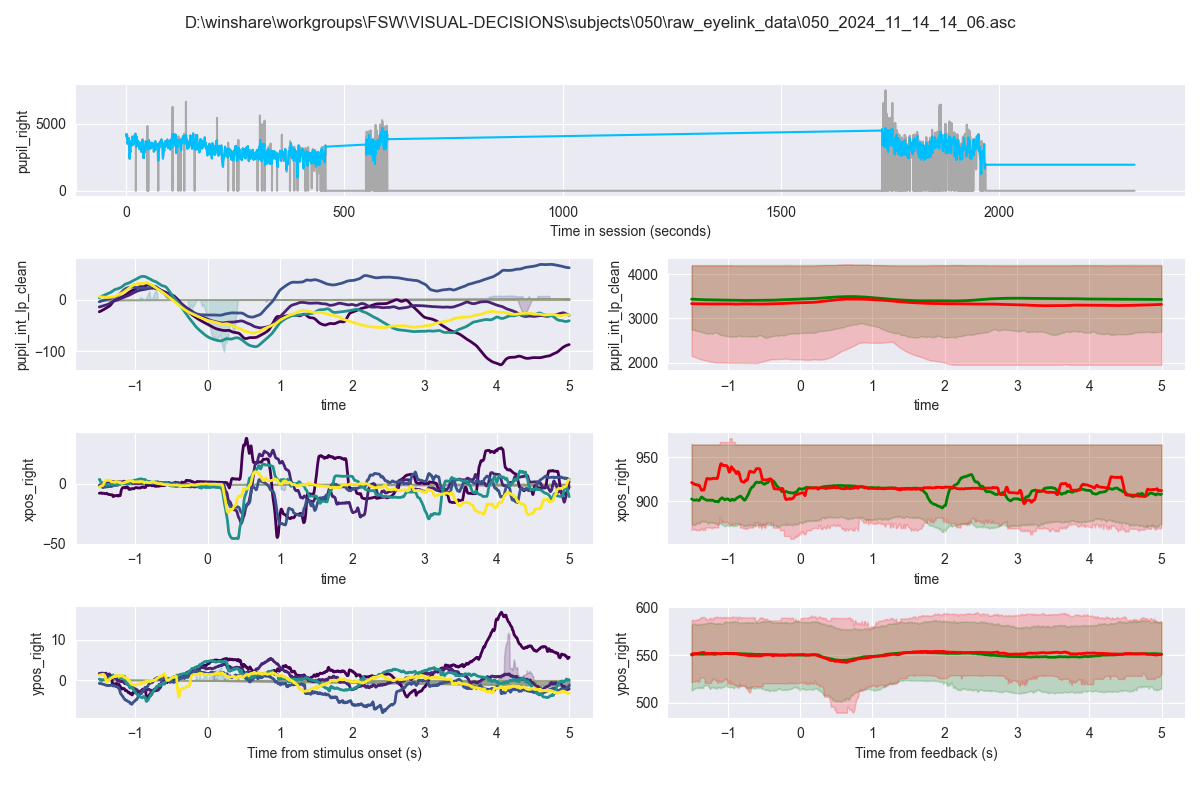 D:\winshare\workgroups\FSW\VISUAL-DECISIONS\subjects\050\raw_eyelink_data\050_2024_11_14_14_06.asc
pupil_right
5000
0
0 500 1000 1500 2000
Time in session (seconds)
pupil_int_lp_clean
0
−100
−1 0 1 2 3 4 5
time
pupil_int_lp_clean
4000
3000
2000
−1 0 1 2 3 4 5
time
xpos_right
0
−50
−1 0 1 2 3 4 5
time
xpos_right
950
900
−1 0 1 2 3 4 5
time
ypos_right
10
0
−1 0 1 2 3 4 5
Time from stimulus onset (s)
ypos_right
600
550
500
−1 0 1 2 3 4 5
Time from feedback (s)